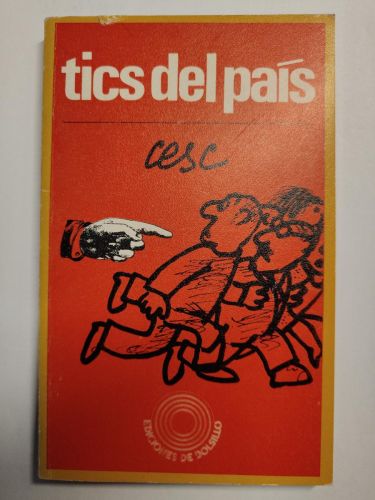 tics del país
cesc
EDICIONES DE BOLSILLO